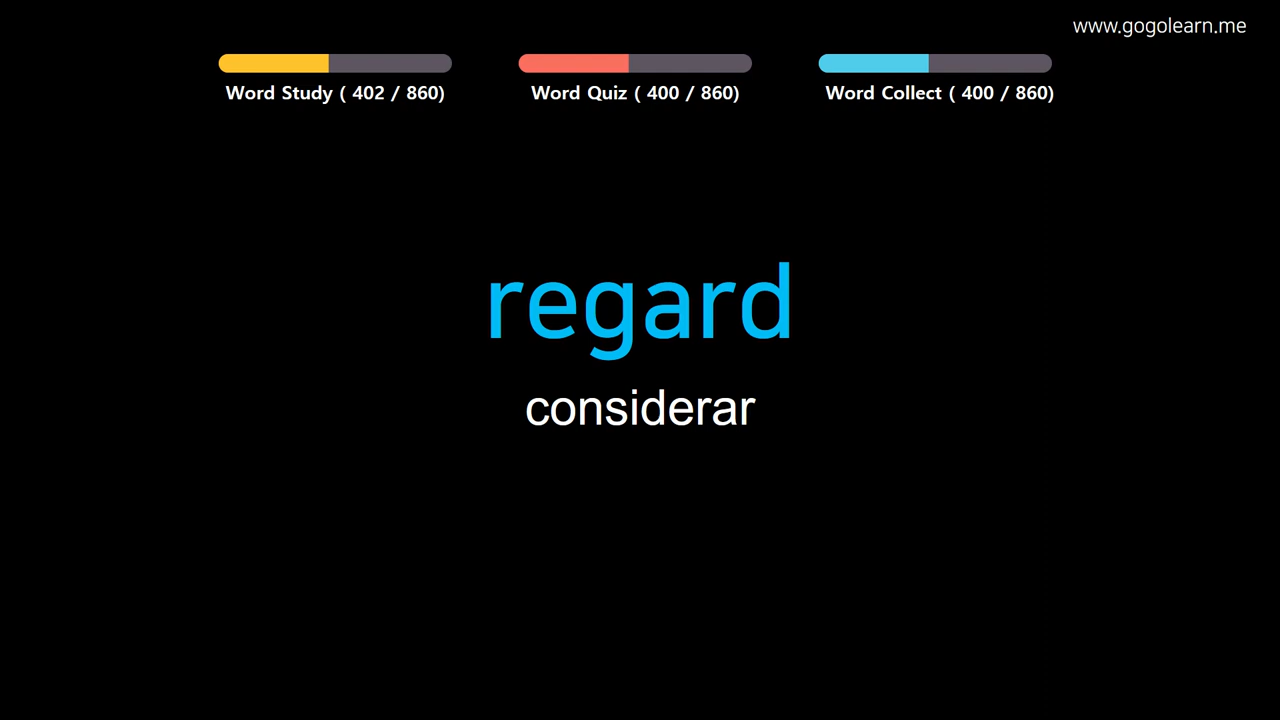 www.gogolearn.me
Word Study ( 402 / 860)
Word Quiz ( 400 / 860)
Word Collect ( 400 / 860)
regard
considerar